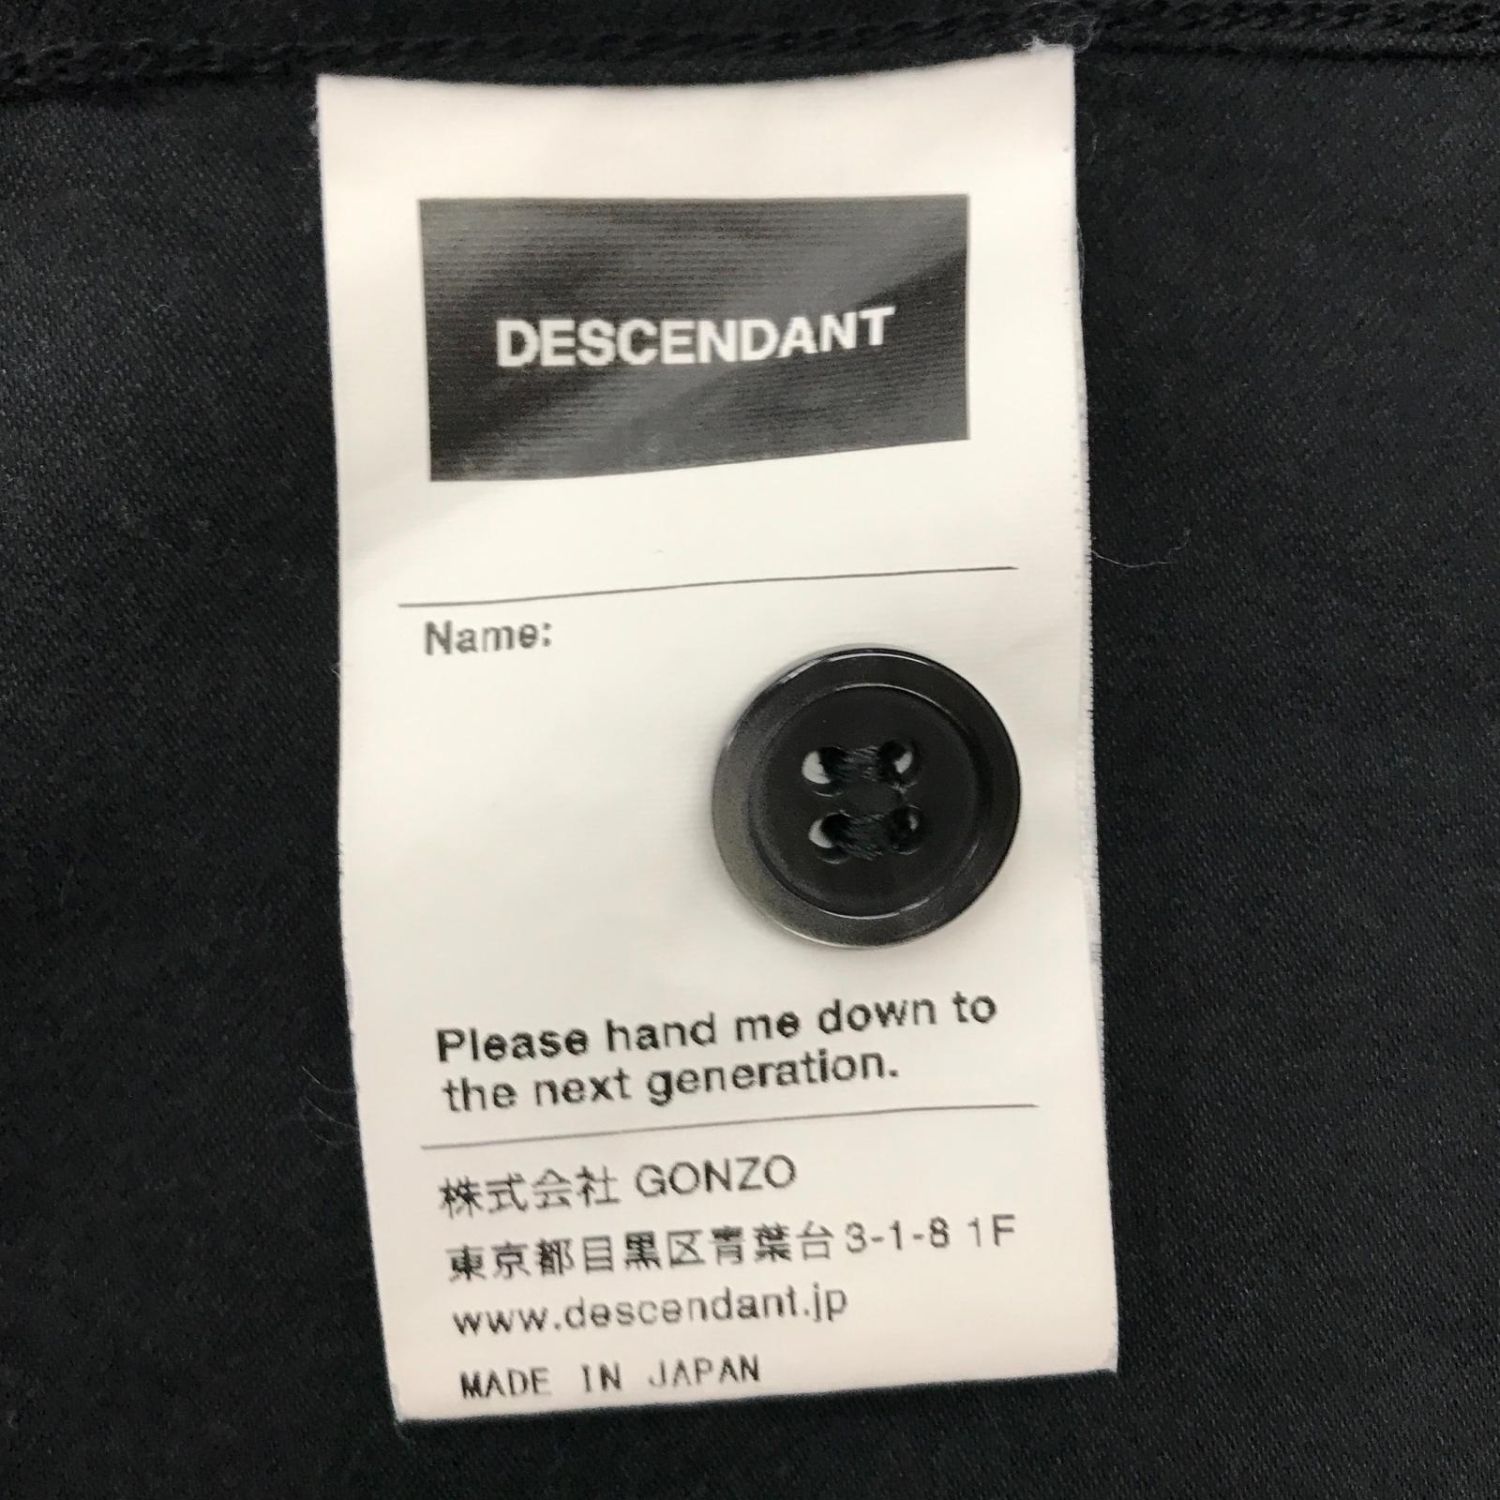 DESCENDANT
Name:
Please hand me down to
the next generation.
株式会社 GONZO
東京都目黒区青葉台3-1-8 1F
www.descendant.jp
MADE IN JAPAN